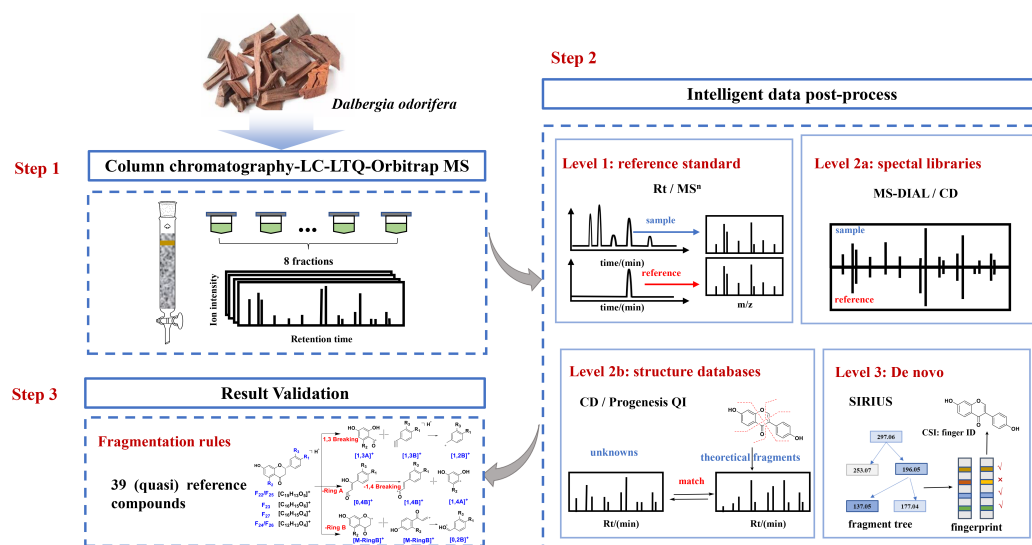 Dalbergia odorifera
Step 1
Column chromatography-LC-LTQ-Orbitrap MS
8 fractions
Ion intensity
Retention time
Step 2
Intelligent data post-process
Level 1: reference standard
Rt / MSⁿ
sample
time/(min)
reference
time/(min)
m/z
Level 2a: spectal libraries
MS-DIAL / CD
sample
reference
Level 2b: structure databases
CD / Progenesis QI
HO
O
O
OH
unknowns
theoretical fragments
match
Rt/(min)
Rt/(min)
Level 3: De novo
SIRIUS
HO
O
O
OH
CSI: finger ID
297.06
253.07
196.05
137.05
177.04
fragment tree
fingerprint
√
×
√
√
Step 3
Result Validation
Fragmentation rules
39 (quasi) reference
compounds
1,3 Breaking
[1,3A]⁺
[1,3B]⁺
[1,2B]⁺
-Ring A
[0,4B]⁺
-1,4 Breaking
[1,4B]⁺
[1,4A]⁺
-Ring B
[M-RingB]⁺
[M-RingB]⁺
[0,2B]⁺